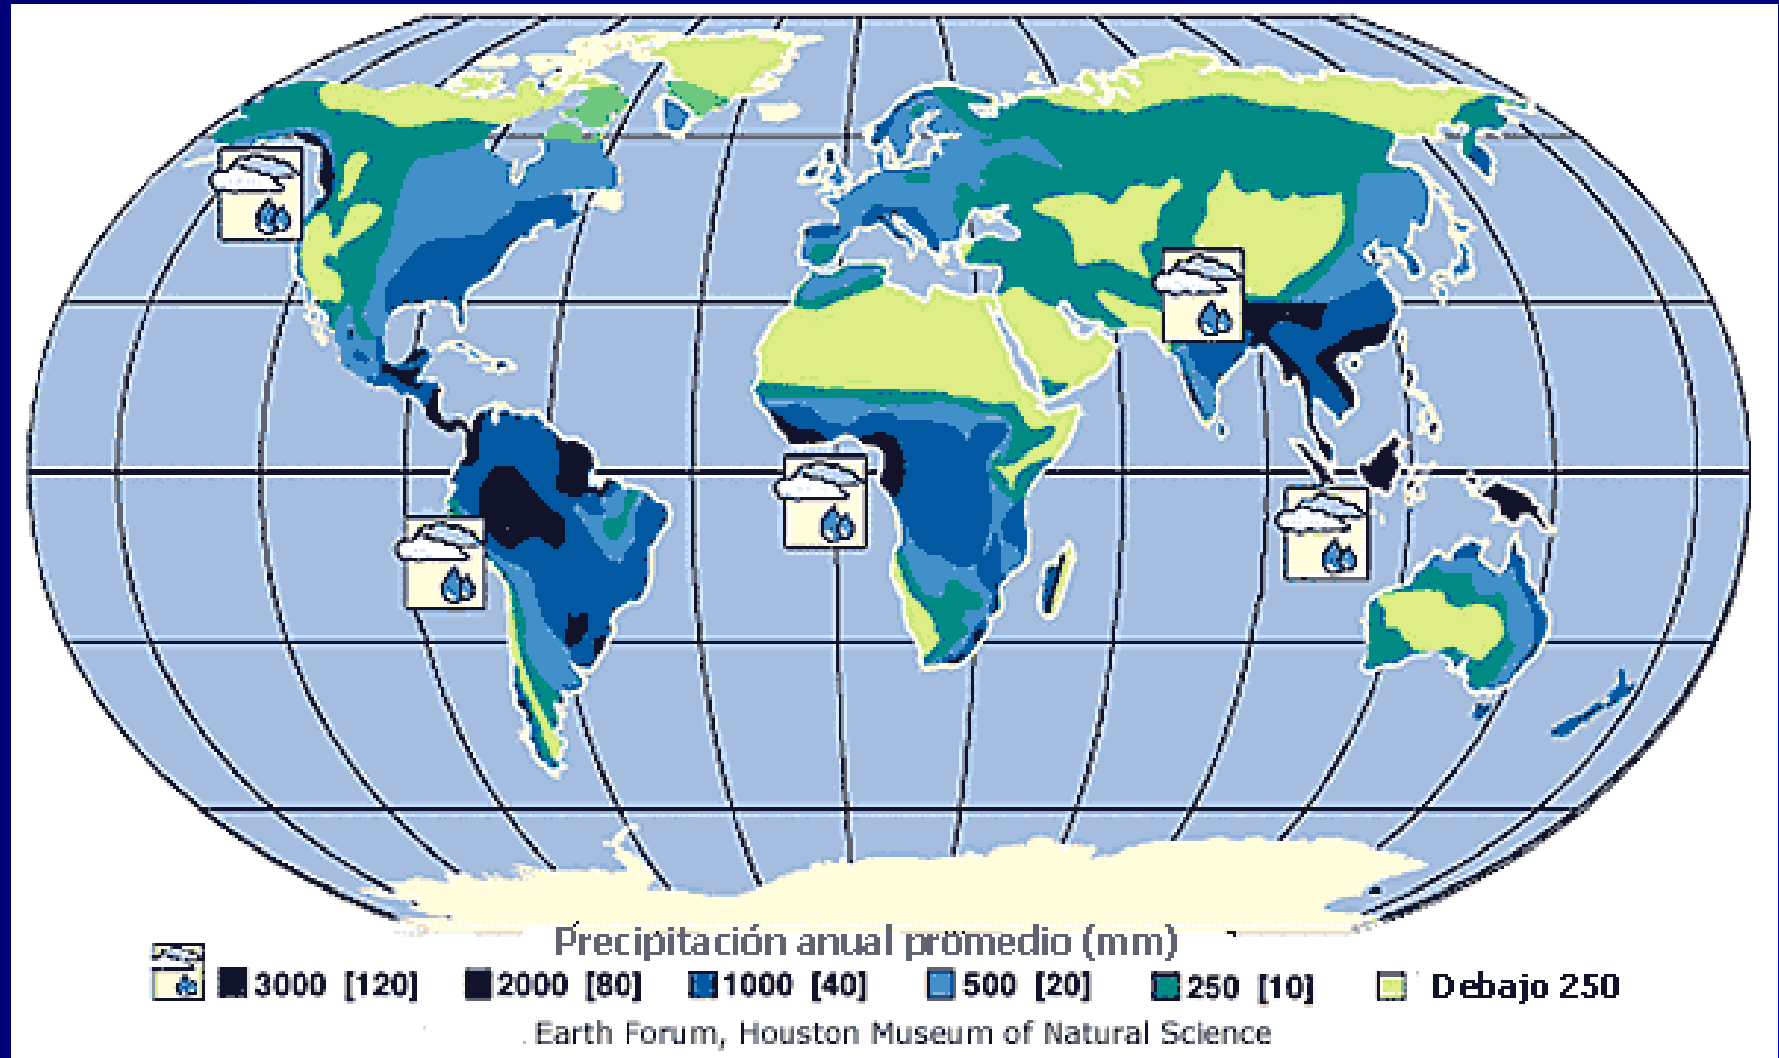 Precipitación anual promedio (mm)
3000 [120] 2000 [80] 1000 [40] 500 [20] 250 [10] Debajo 250
Earth Forum, Houston Museum of Natural Science